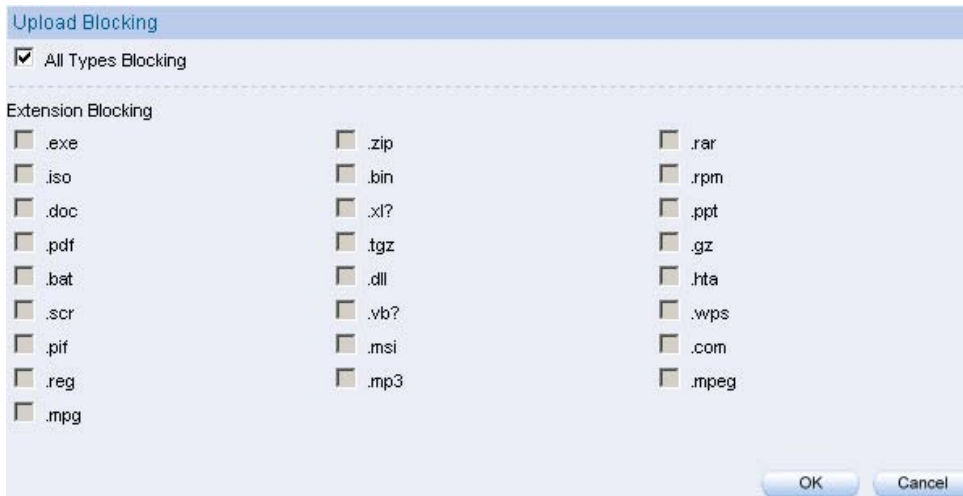 Upload Blocking
All Types Blocking
Extension Blocking
.exe .zip .rar
.iso .bin .rpm
.doc .xl? .ppt
.pdf .tgz .gz
.bat .dll .hta
.scr .vb? .wps
.pif .msi .com
.reg .mp3 .mpeg
.mpg
OK Cancel